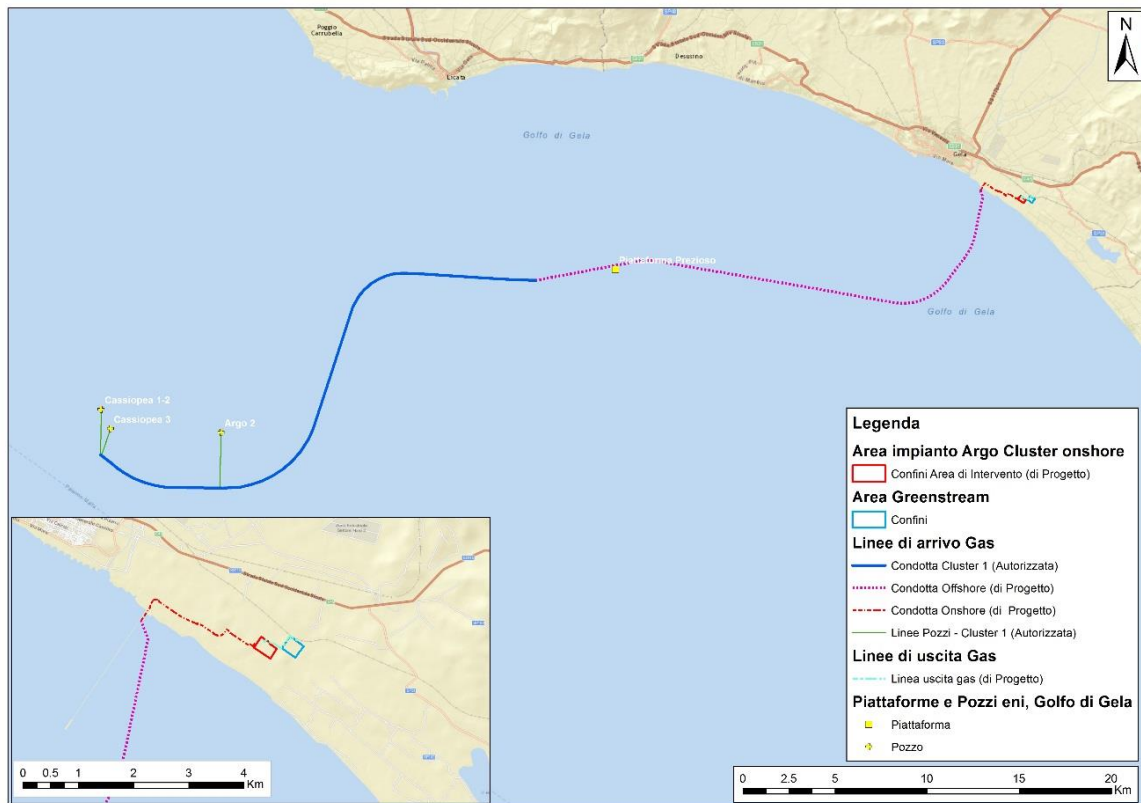 N
Poggio
Carrubella
Licata
Desusino
Golfo di Gela
Gela
Piattaforma Prezioso
Golfo di Gela
Cassiopea 1-2
Cassiopea 3
Argo 2
Legenda
Area impianto Argo Cluster onshore
Confini Area di Intervento (di Progetto)
Area Greenstream
Confini
Linee di arrivo Gas
Condotta Cluster 1 (Autorizzata)
Condotta Offshore (di Progetto)
Condotta Onshore (di Progetto)
Linee Pozzi - Cluster 1 (Autorizzata)
Linee di uscita Gas
Linea uscita gas (di Progetto)
Piattaforme e Pozzi eni, Golfo di Gela
Piattaforma
Pozzo
0 0.5 1 2 3 4
Km
0 2.5 5 10 15 20
Km